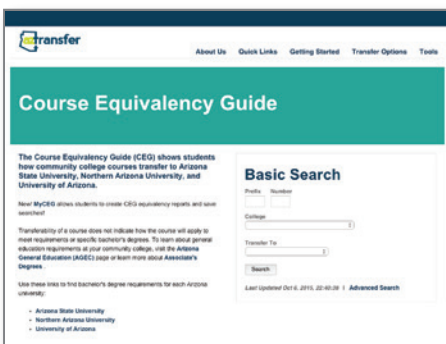 aztransfer
About Us Quick Links Getting Started Transfer Options Tools
Course Equivalency Guide
The Course Equivalency Guide (CEG) shows students
how community college courses transfer to Arizona
State University, Northern Arizona University, and
University of Arizona.
New! MyCEG allows students to create CEG equivalency reports and save
searches!
Transferability of a course does not indicate how the course will apply to
meet requirements or specific bachelor's degrees. To learn about general
education requirements at your community college, visit the Arizona
General Education (AGEC) page or learn more about Associate's
Degrees .
Use these links to find bachelor's degree requirements for each Arizona
university:
• Arizona State University
• Northern Arizona University
• University of Arizona
Basic Search
Prefix Number
College
Transfer To
Search
Last Updated Oct 6, 2015, 22:40:39 | Advanced Search